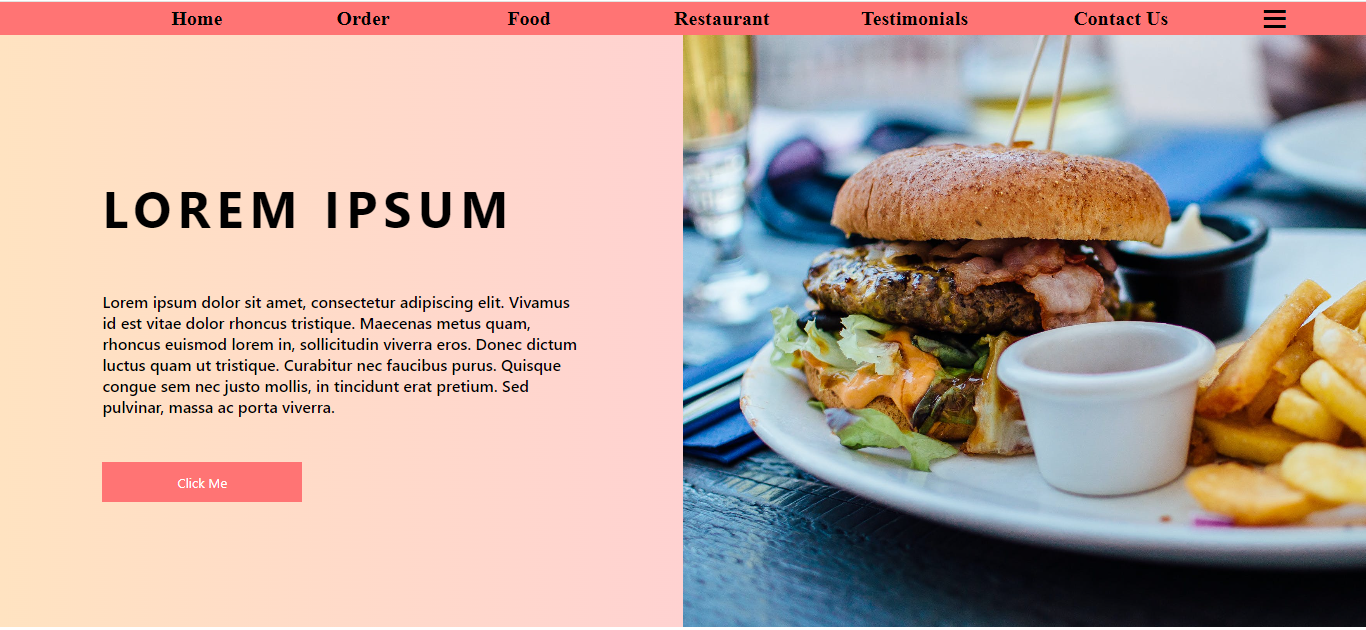 Home Order Food Restaurant Testimonials Contact Us
LOREM IPSUM
Lorem ipsum dolor sit amet, consectetur adipiscing elit. Vivamus
id est vitae dolor rhoncus tristique. Maecenas metus quam,
rhoncus euismod lorem in, sollicitudin viverra eros. Donec dictum
luctus quam ut tristique. Curabitur nec faucibus purus. Quisque
congue sem nec justo mollis, in tincidunt erat pretium. Sed
pulvinar, massa ac porta viverra.
Click Me